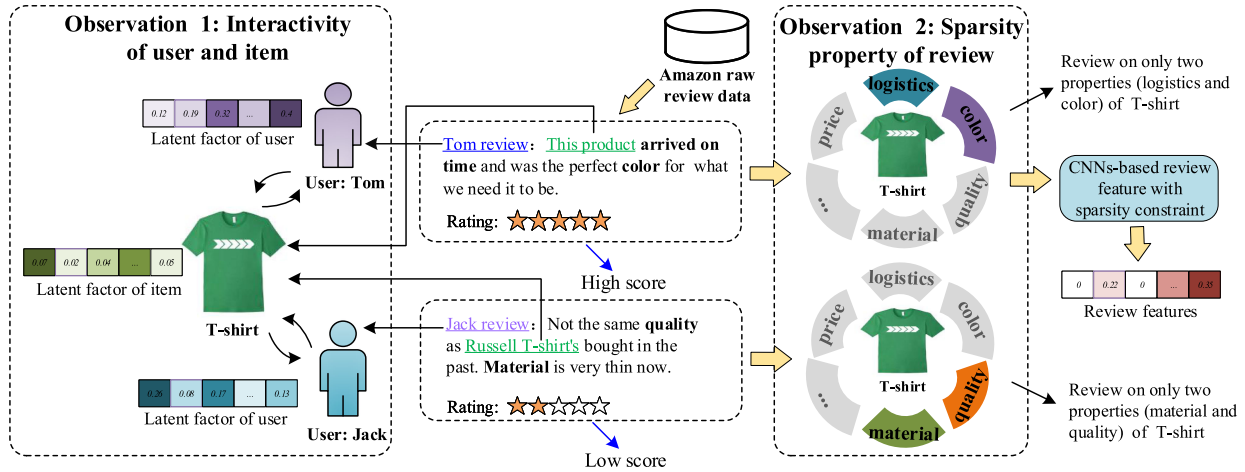 Observation 1: Interactivity
of user and item
0.12 0.19 0.32 ... 0.4
Latent factor of user
User: Tom
0.07 0.02 0.04 ... 0.05
Latent factor of item
T-shirt
0.26 0.08 0.17 ... 0.13
Latent factor of user
User: Jack
Amazon raw
review data
Tom review: This product arrived on
time and was the perfect color for what
we need it to be.
Rating:
High score
Jack review: Not the same quality
as Russell T-shirt's bought in the
past. Material is very thin now.
Rating:
Low score
Observation 2: Sparsity
property of review
logistics
color
quality
material
...
price
T-shirt
logistics
color
quality
material
...
price
T-shirt
Review on only two
properties (logistics and
color) of T-shirt
CNNs-based review
feature with
sparsity constraint
0 0.22 0 ... 0.35
Review features
Review on only two
properties (material and
quality) of T-shirt